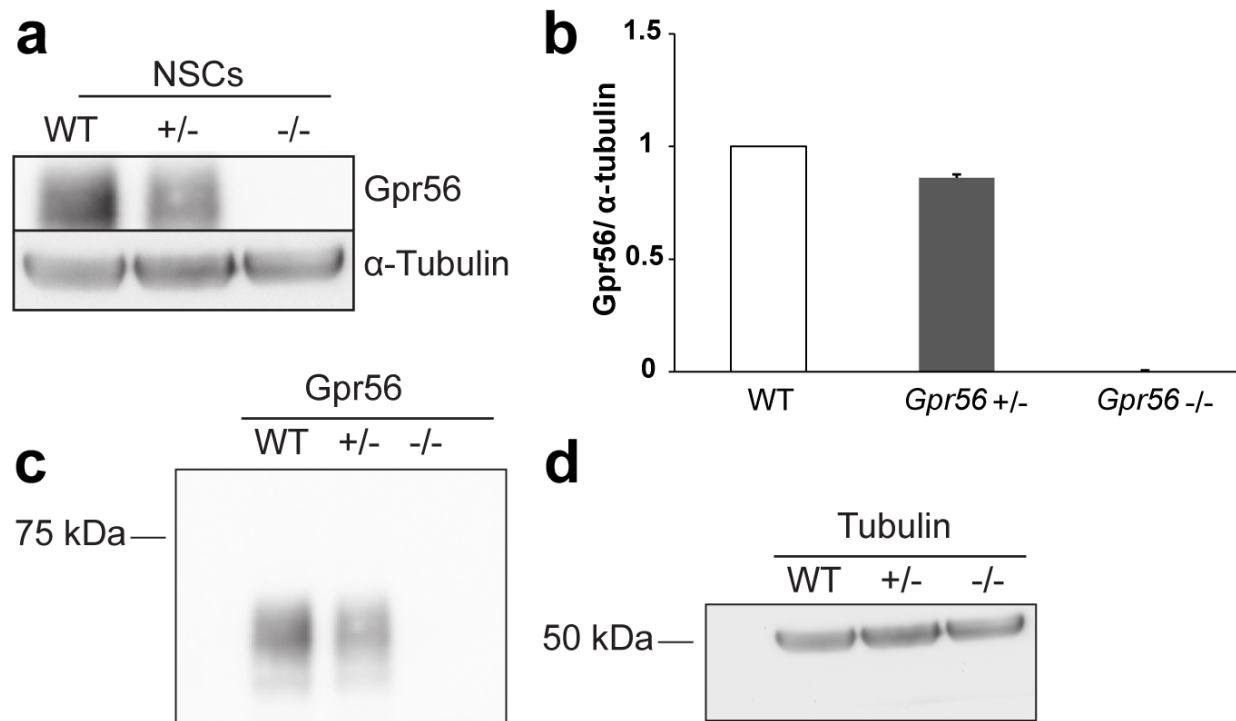 a
NSCs
WT +/- -/-
Gpr56
α-Tubulin
b
Gpr56/ α-tubulin
1.5
1
0.5
0
WT Gpr56 +/- Gpr56 -/-
c
Gpr56
WT +/- -/-
75 kDa
d
Tubulin
WT +/- -/-
50 kDa